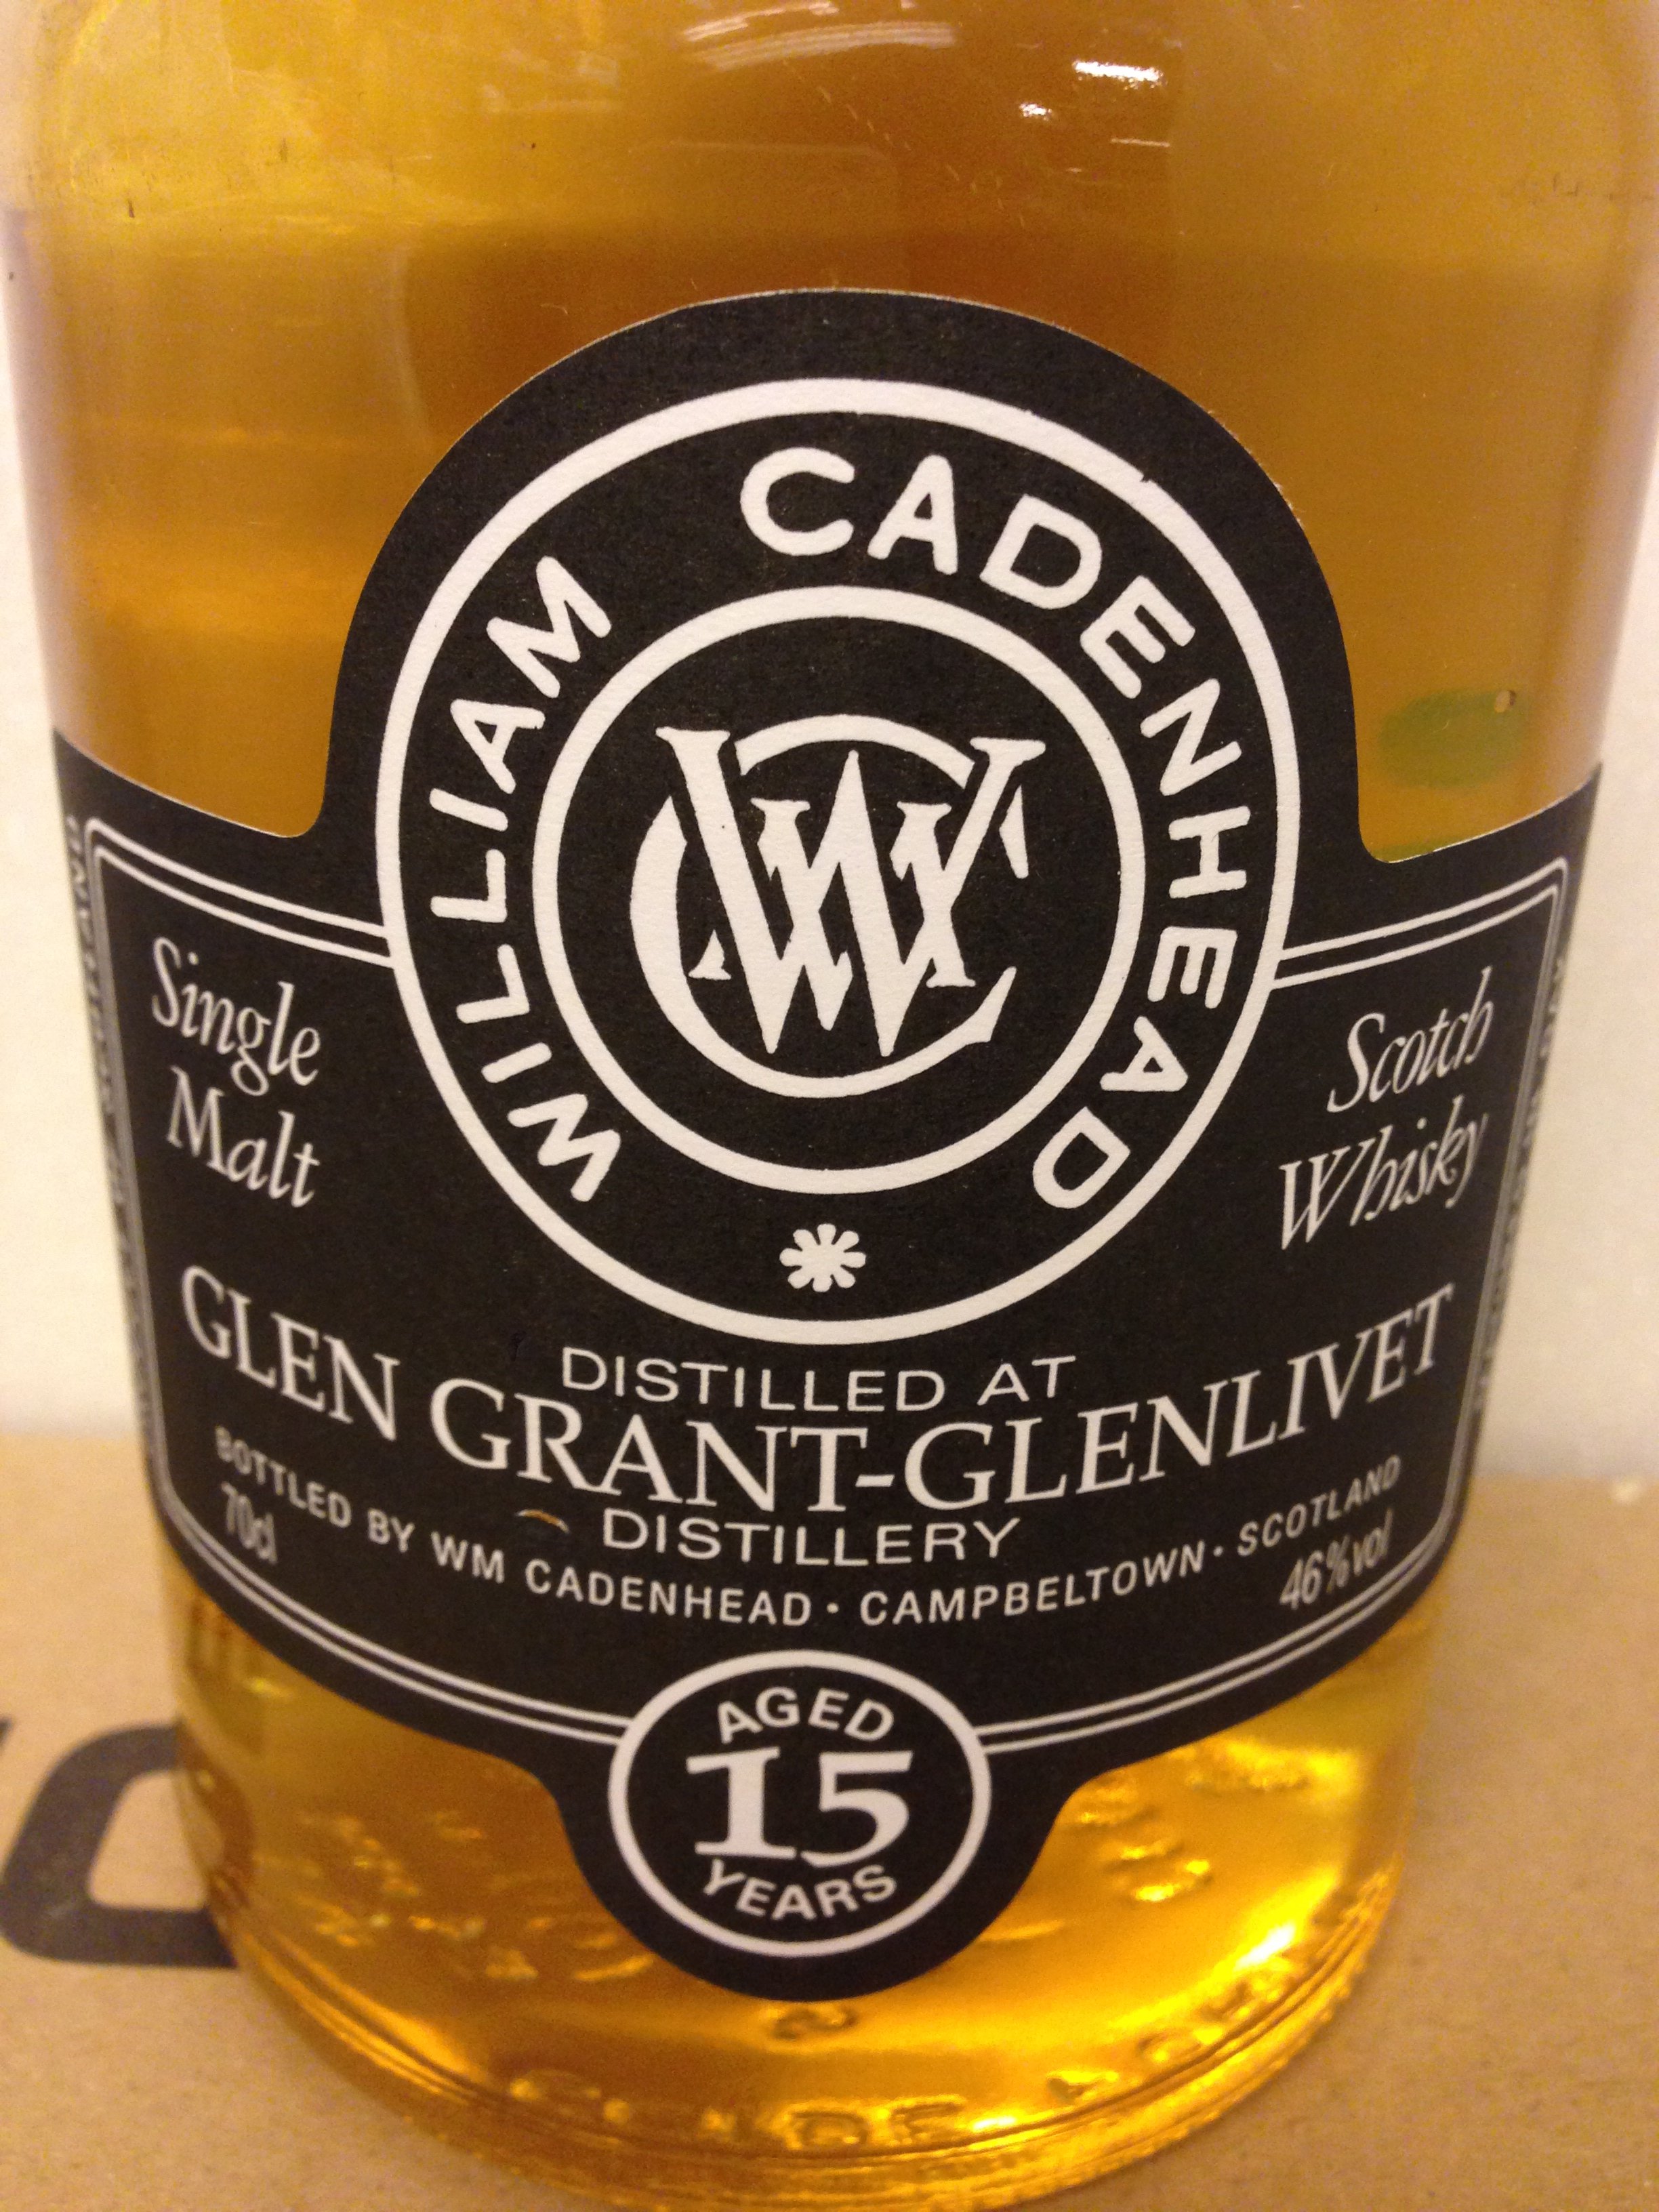 WILLIAM CADENHEAD
WC
Single
Malt
Scotch
Whisky
DISTILLED AT
GLEN GRANT-GLENLIVET
DISTILLERY
BOTTLED BY WM CADENHEAD · CAMPBELTOWN · SCOTLAND
70cl
46%vol
AGED
15
YEARS